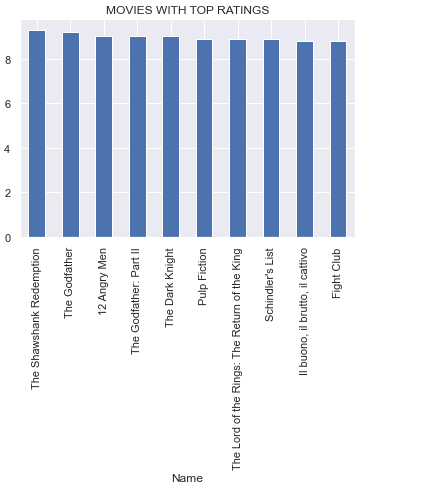 MOVIES WITH TOP RATINGS
8
6
4
2
0
The Shawshank Redemption
The Godfather
12 Angry Men
The Godfather: Part II
The Dark Knight
Pulp Fiction
The Lord of the Rings: The Return of the King
Schindler's List
Il buono, il brutto, il cattivo
Fight Club
Name